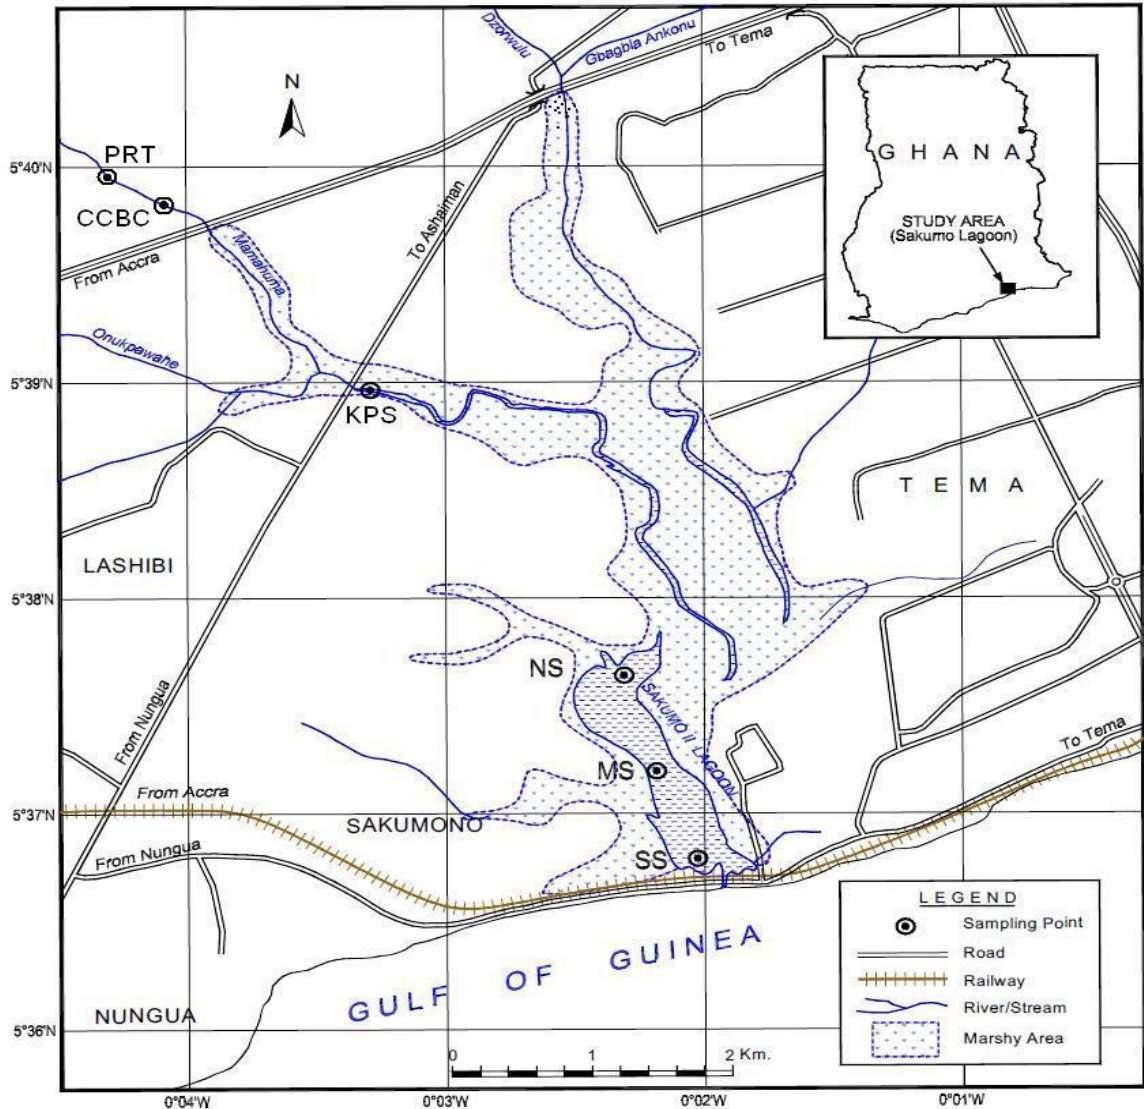 Dzorwulu
Gbagbla Ankonu
To Tema
N
GHANA
STUDY AREA
(Sakumo Lagoon)
5°40'N
PRT
CCBC
From Accra
Mamahuma
To Ashaiman
Onukpawahe
5°39'N
KPS
TEMA
LASHIBI
5°38'N
NS
SAKUMO II LAGOON
From Nungua
MS
To Tema
From Accra
5°37'N
SAKUMONO
From Nungua
SS
LEGEND
Sampling Point
Road
Railway
River/Stream
Marshy Area
GULF OF GUINEA
NUNGUA
5°36'N
0 1 2 Km.
0°04'W 0°03'W 0°02'W 0°01'W